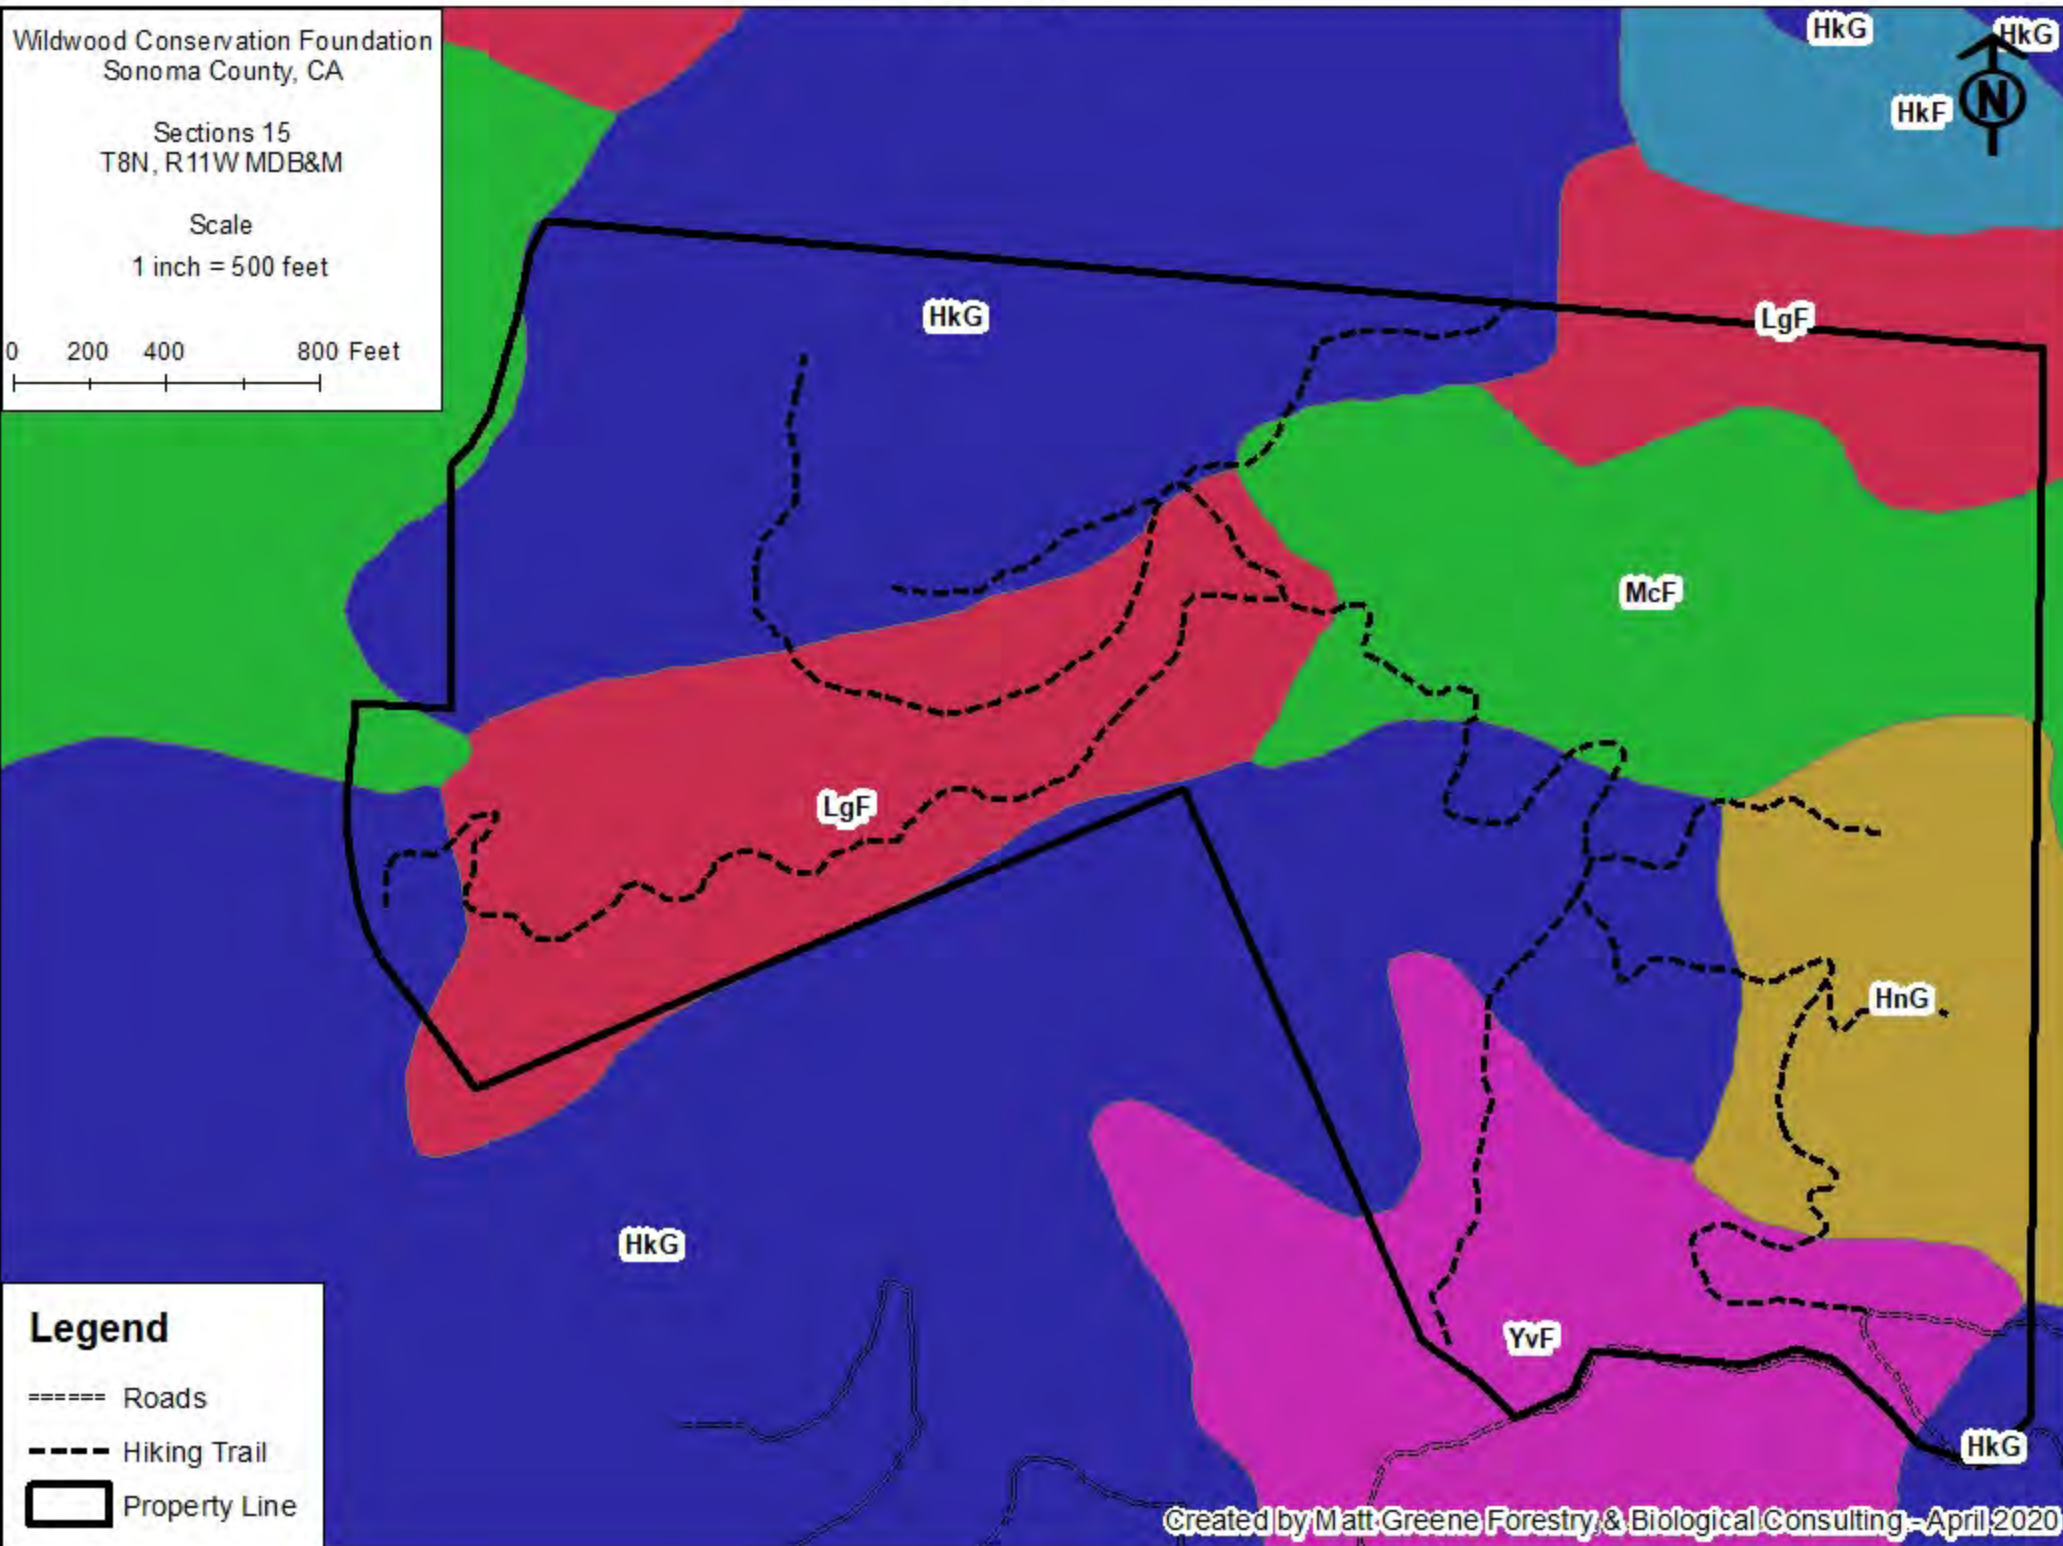 Wildwood Conservation Foundation
Sonoma County, CA
Sections 15
T8N, R11W MDB&M
Scale
1 inch = 500 feet
0 200 400 800 Feet
HkG
HkG
N
HkF
HkG
LgF
McF
LgF
HnG
HkG
YvF
HkG
Legend
Roads
Hiking Trail
Property Line
Created by Matt Greene Forestry & Biological Consulting - April 2020